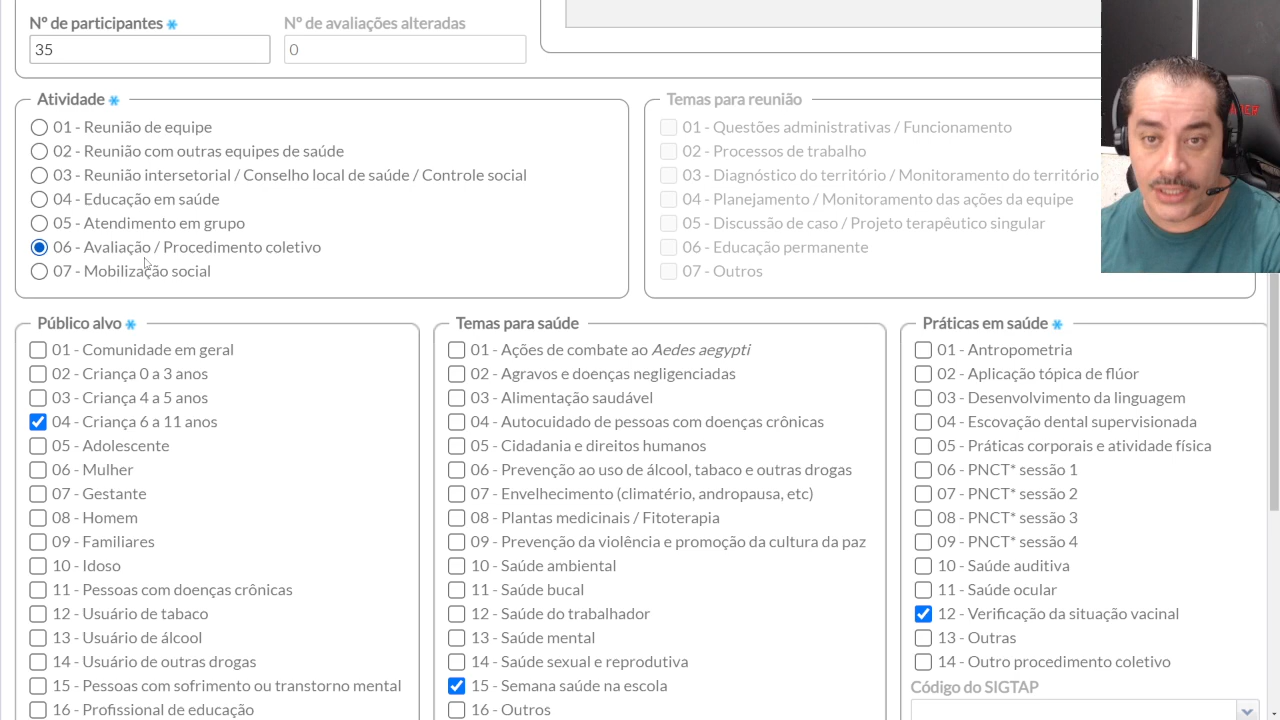 Nº de participantes *
Nº de avaliações alteradas
35
0
Atividade *
01 - Reunião de equipe
02 - Reunião com outras equipes de saúde
03 - Reunião intersetorial / Conselho local de saúde / Controle social
04 - Educação em saúde
05 - Atendimento em grupo
06 - Avaliação / Procedimento coletivo
07 - Mobilização social
Temas para reunião
01 - Questões administrativas / Funcionamento
02 - Processos de trabalho
03 - Diagnóstico do território / Monitoramento do território
04 - Planejamento / Monitoramento das ações da equipe
05 - Discussão de caso / Projeto terapêutico singular
06 - Educação permanente
07 - Outros
Público alvo *
01 - Comunidade em geral
02 - Criança 0 a 3 anos
03 - Criança 4 a 5 anos
04 - Criança 6 a 11 anos
05 - Adolescente
06 - Mulher
07 - Gestante
08 - Homem
09 - Familiares
10 - Idoso
11 - Pessoas com doenças crônicas
12 - Usuário de tabaco
13 - Usuário de álcool
14 - Usuário de outras drogas
15 - Pessoas com sofrimento ou transtorno mental
16 - Profissional de educação
Temas para saúde
01 - Ações de combate ao Aedes aegypti
02 - Agravos e doenças negligenciadas
03 - Alimentação saudável
04 - Autocuidado de pessoas com doenças crônicas
05 - Cidadania e direitos humanos
06 - Prevenção ao uso de álcool, tabaco e outras drogas
07 - Envelhecimento (climatério, andropausa, etc)
08 - Plantas medicinais / Fitoterapia
09 - Prevenção da violência e promoção da cultura da paz
10 - Saúde ambiental
11 - Saúde bucal
12 - Saúde do trabalhador
13 - Saúde mental
14 - Saúde sexual e reprodutiva
15 - Semana saúde na escola
16 - Outros
Práticas em saúde *
01 - Antropometria
02 - Aplicação tópica de flúor
03 - Desenvolvimento da linguagem
04 - Escovação dental supervisionada
05 - Práticas corporais e atividade física
06 - PNCT* sessão 1
07 - PNCT* sessão 2
08 - PNCT* sessão 3
09 - PNCT* sessão 4
10 - Saúde auditiva
11 - Saúde ocular
12 - Verificação da situação vacinal
13 - Outras
14 - Outro procedimento coletivo
Código do SIGTAP